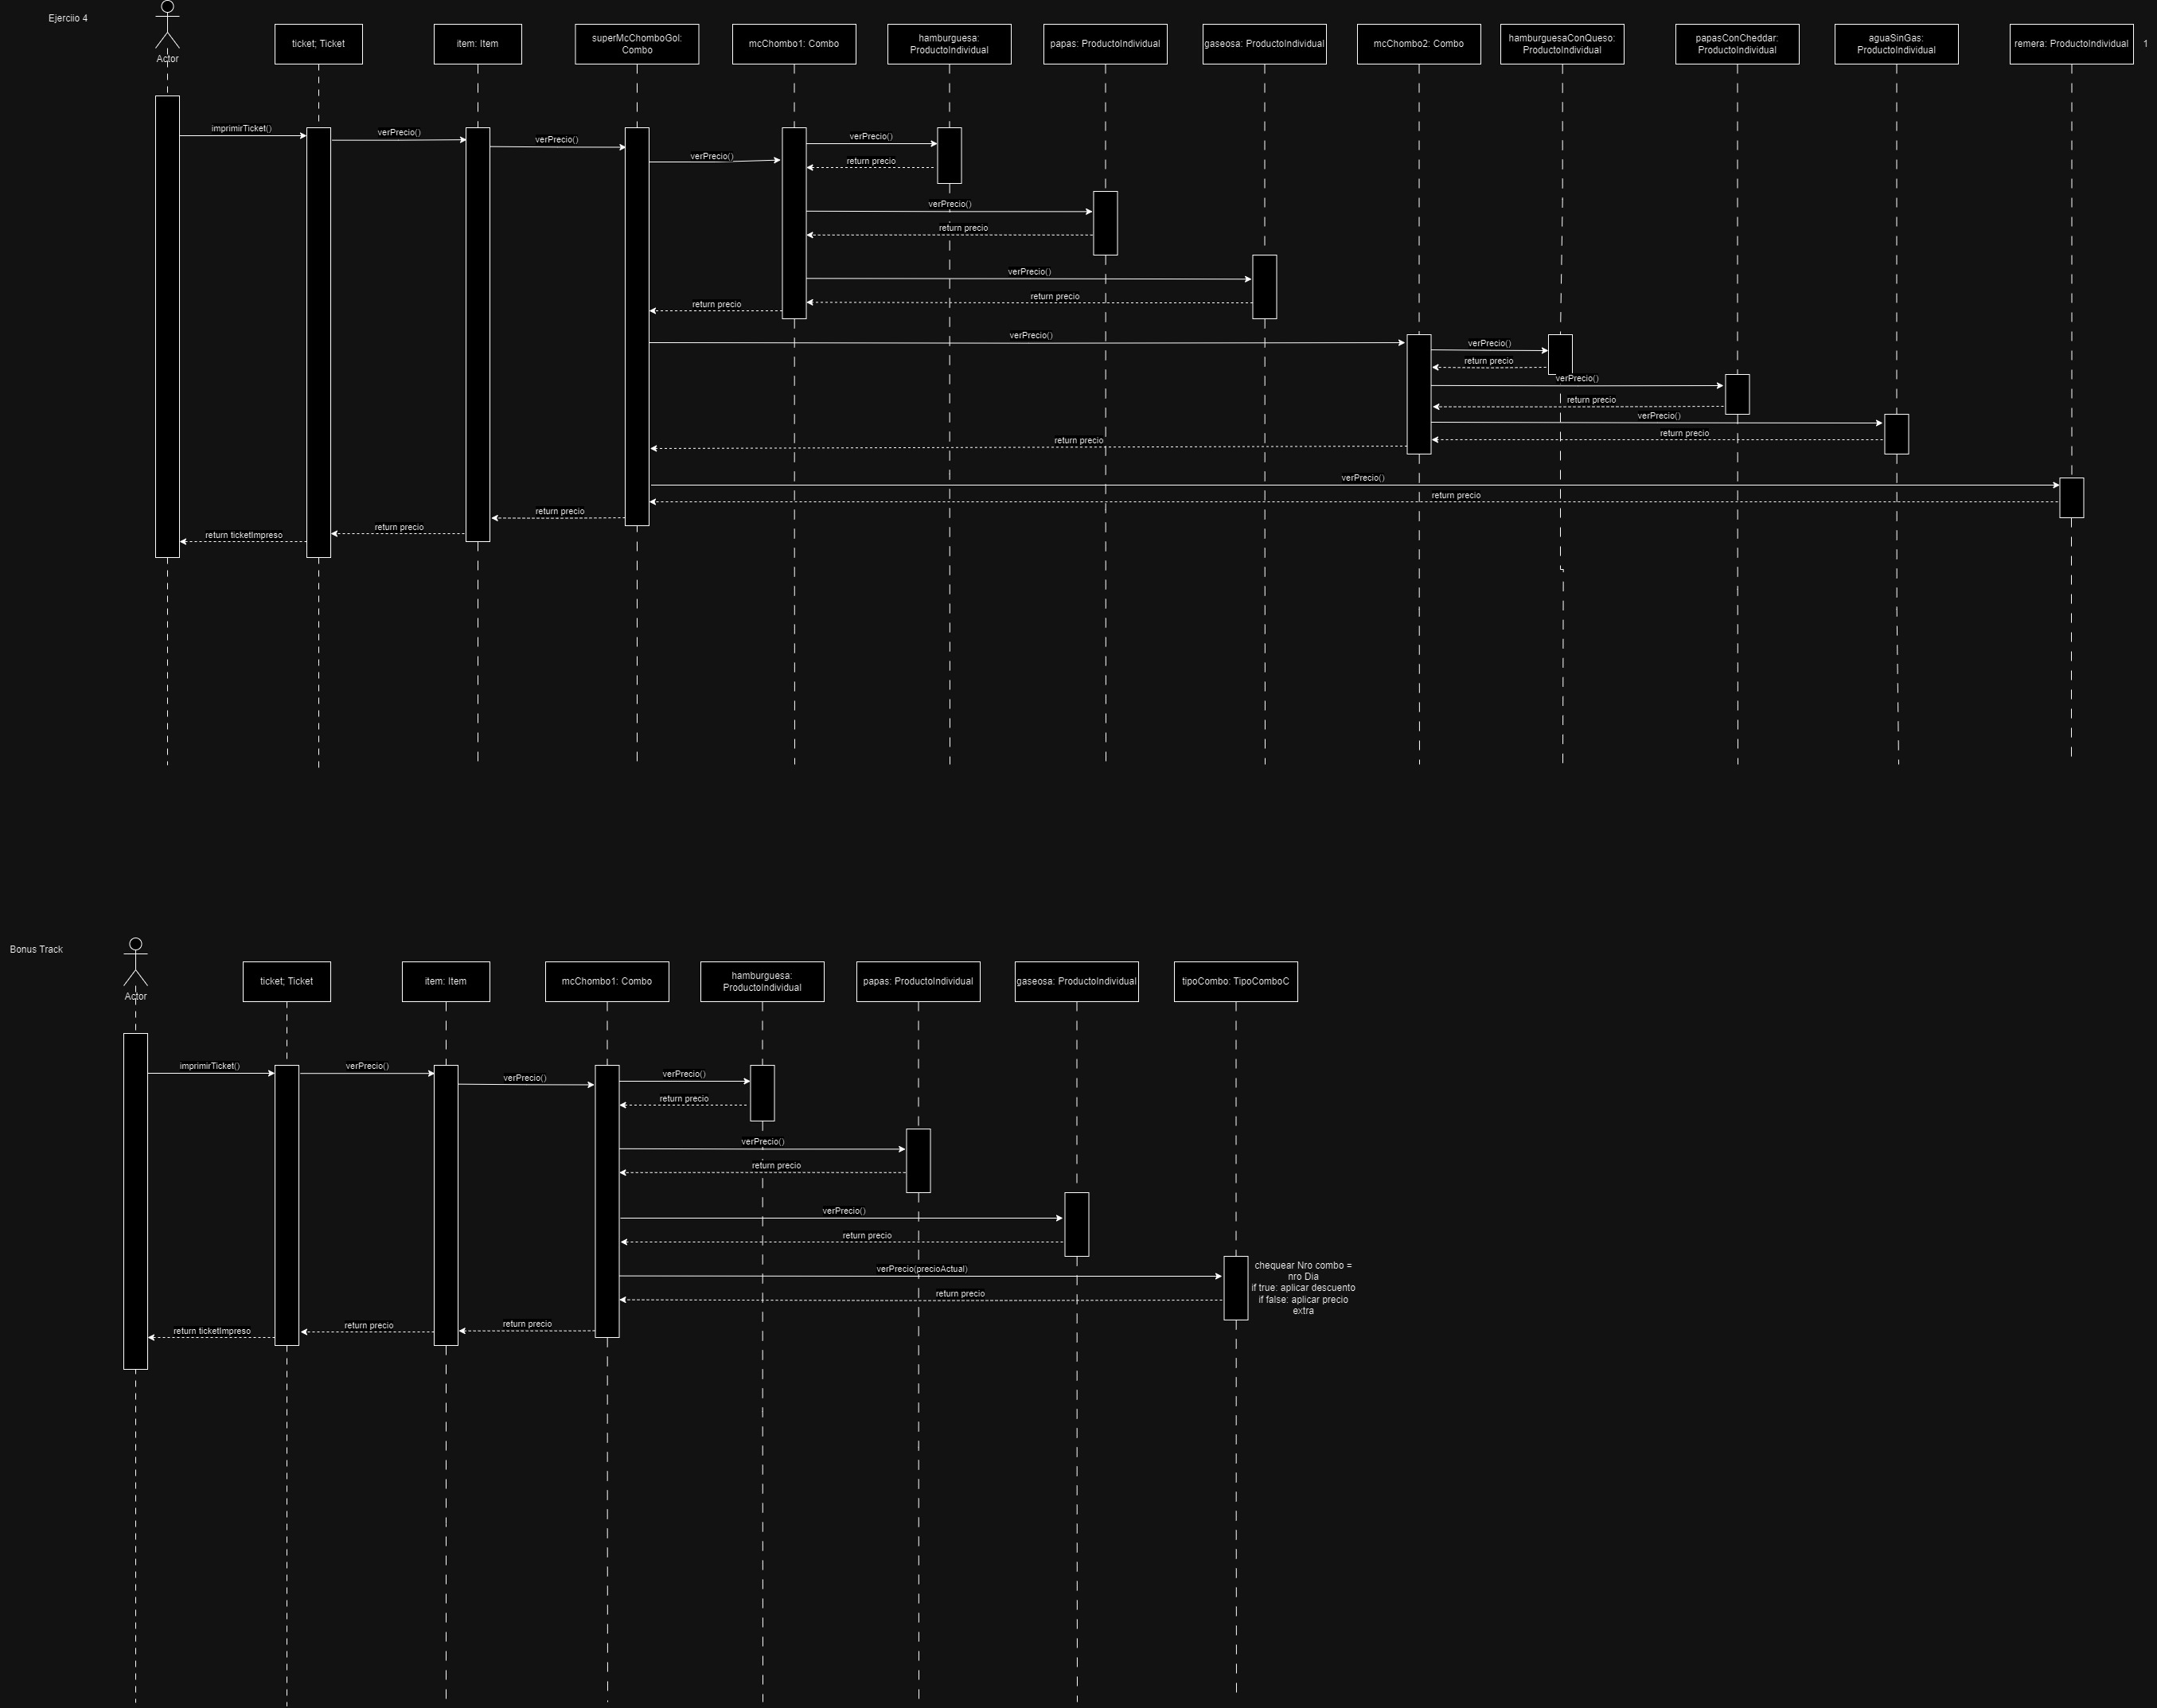 Ejerciio 4
Actor
ticket; Ticket
item: Item
superMcChomboGol:
Combo
mcChombo1: Combo
hamburguesa:
ProductoIndividual
papas: ProductoIndividual
gaseosa: ProductoIndividual
mcChombo2: Combo
hamburguesaConQueso:
ProductoIndividual
papasConCheddar:
ProductoIndividual
aguaSinGas:
ProductoIndividual
remera: ProductoIndividual
1
imprimirTicket()
verPrecio()
verPrecio()
verPrecio()
verPrecio()
return precio
verPrecio()
return precio
verPrecio()
return precio
return precio
verPrecio()
verPrecio()
return precio
verPrecio()
return precio
verPrecio()
return precio
return precio
verPrecio()
return precio
return precio
return precio
return ticketImpreso
Bonus Track
Actor
ticket; Ticket
item: Item
mcChombo1: Combo
hamburguesa:
ProductoIndividual
papas: ProductoIndividual
gaseosa: ProductoIndividual
tipoCombo: TipoComboC
imprimirTicket()
verPrecio()
verPrecio()
verPrecio()
return precio
verPrecio()
return precio
verPrecio()
return precio
verPrecio(precioActual)
return precio
chequear Nro combo =
nro Dia
if true: aplicar descuento
if false: aplicar precio
extra
return precio
return precio
return ticketImpreso